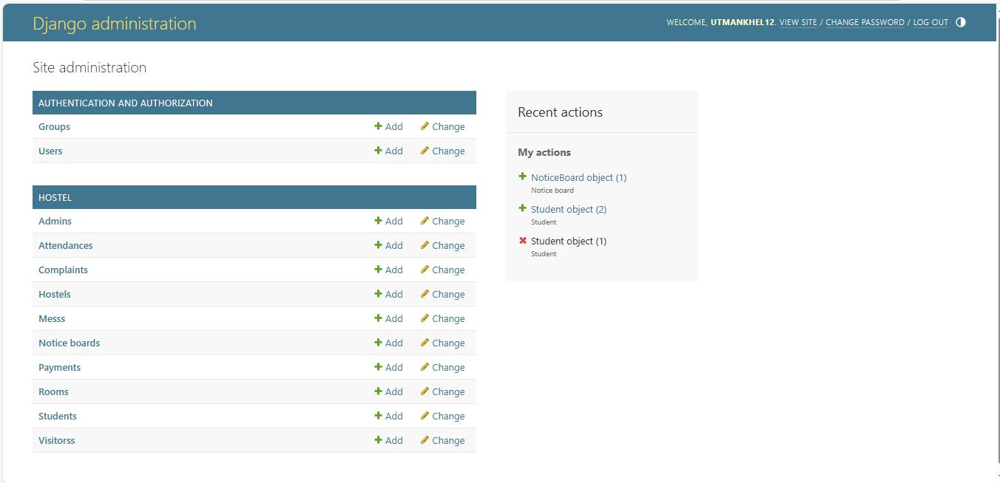 Django administration
WELCOME, UTMANKHEL12. VIEW SITE / CHANGE PASSWORD / LOG OUT
Site administration
AUTHENTICATION AND AUTHORIZATION
Groups Add Change
Users Add Change
HOSTEL
Admins Add Change
Attendances Add Change
Complaints Add Change
Hostels Add Change
Messs Add Change
Notice boards Add Change
Payments Add Change
Rooms Add Change
Students Add Change
Visitorss Add Change
Recent actions
My actions
NoticeBoard object (1)
Notice board
Student object (2)
Student
Student object (1)
Student